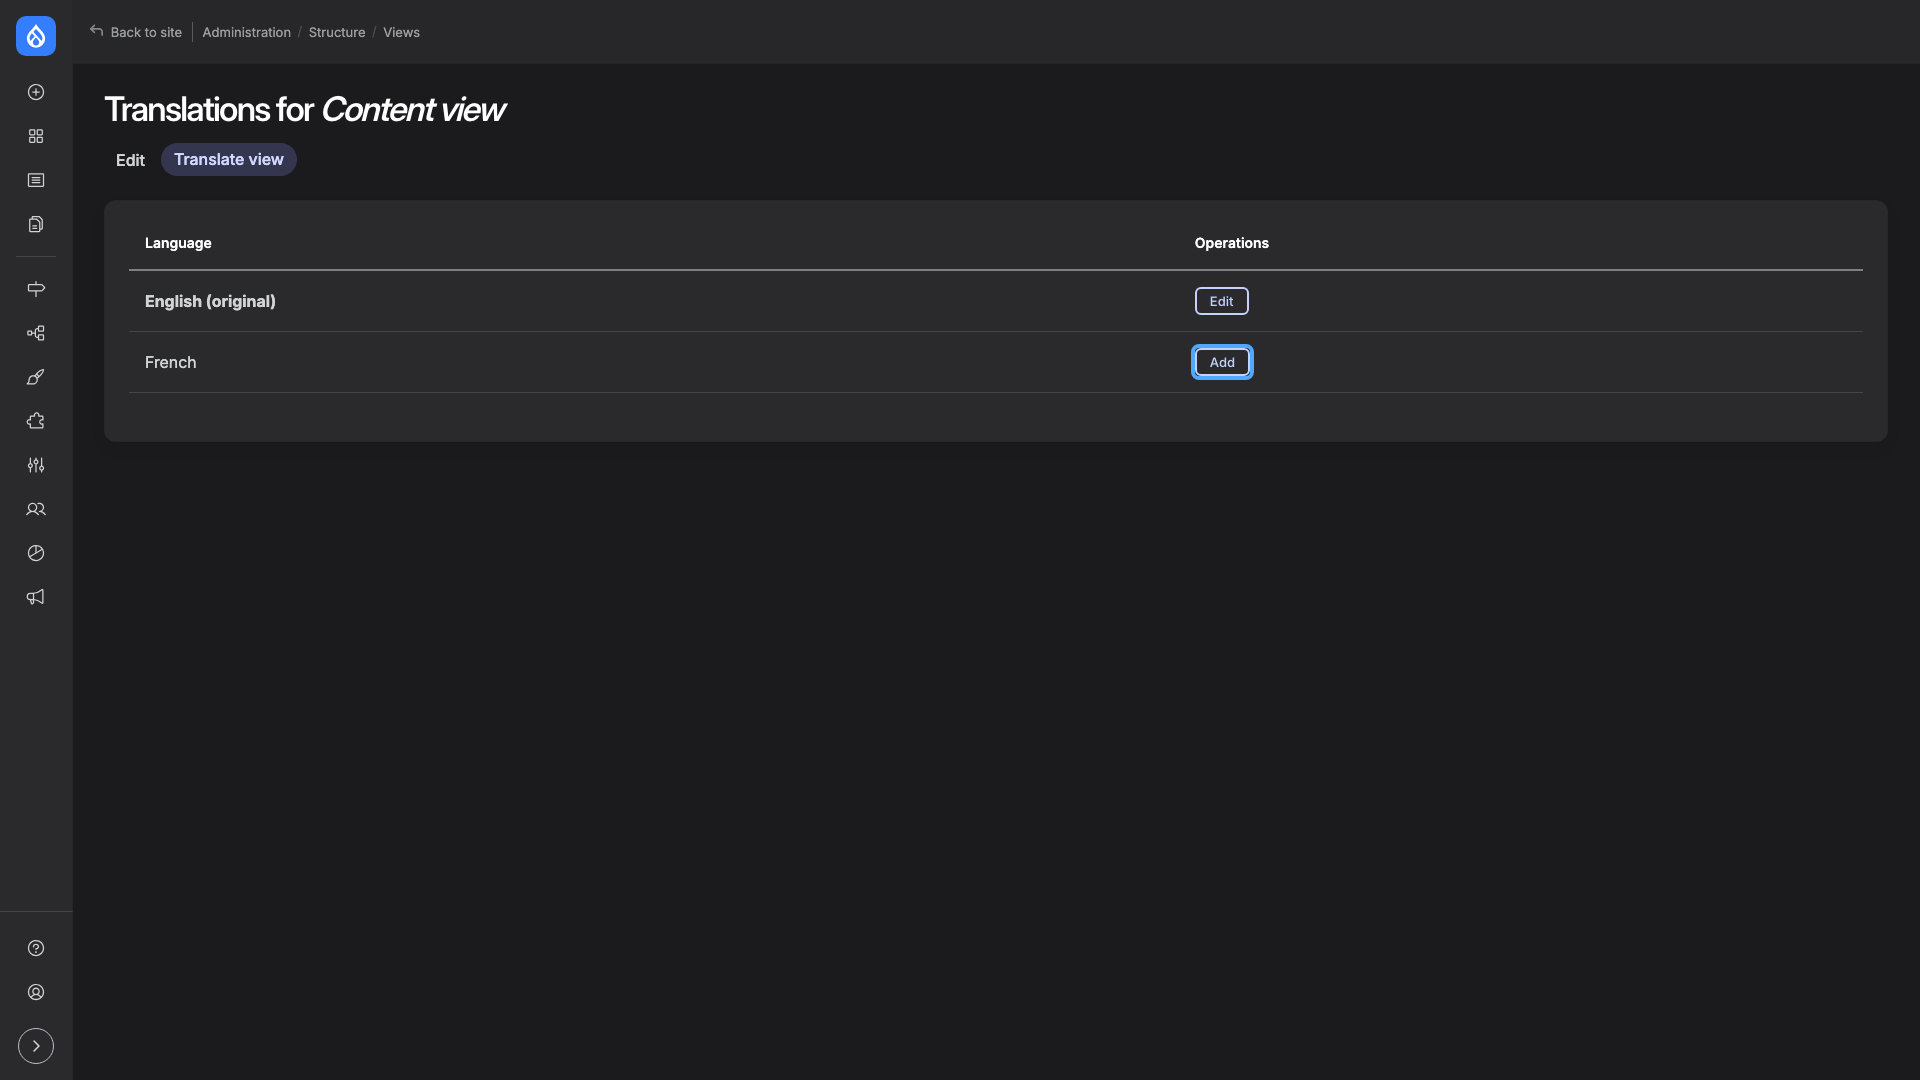 Back to site
Administration / Structure / Views
Translations for Content view
Edit
Translate view
Language
Operations
English (original)
Edit
French
Add